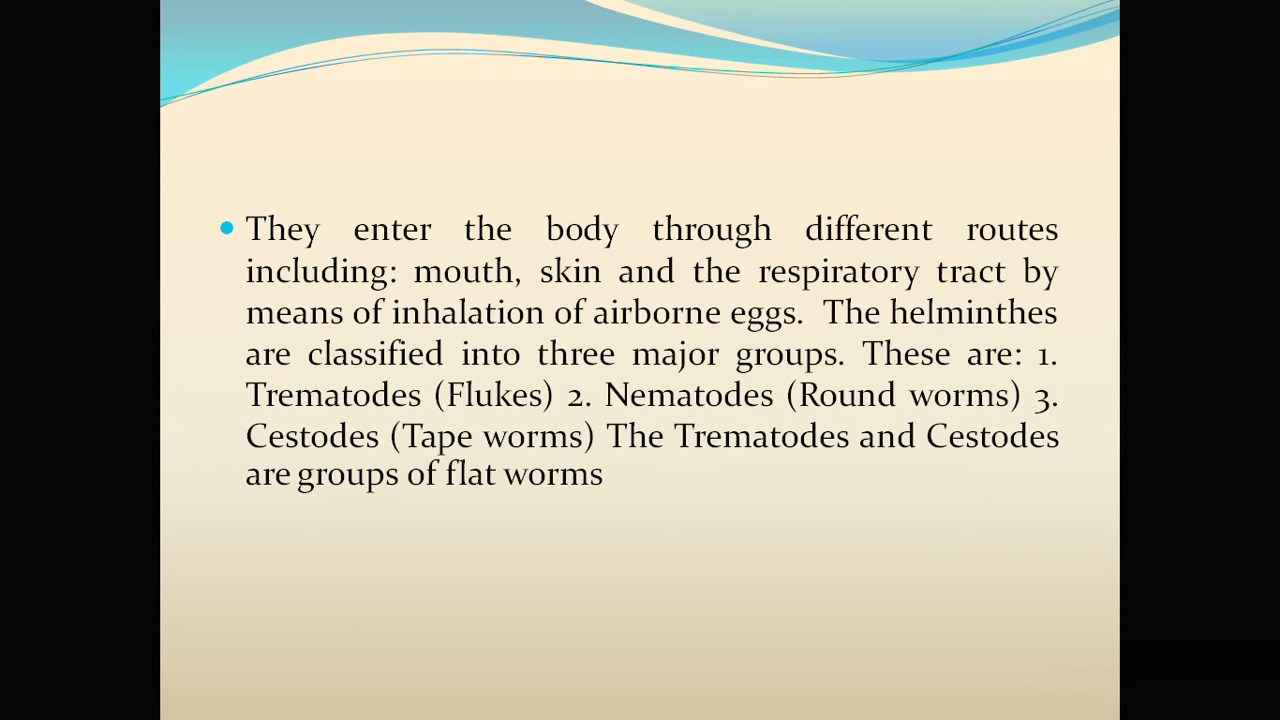 They enter the body through different routes
including: mouth, skin and the respiratory tract by
means of inhalation of airborne eggs. The helminthes
are classified into three major groups. These are: 1.
Trematodes (Flukes) 2. Nematodes (Round worms) 3.
Cestodes (Tape worms) The Trematodes and Cestodes
are groups of flat worms